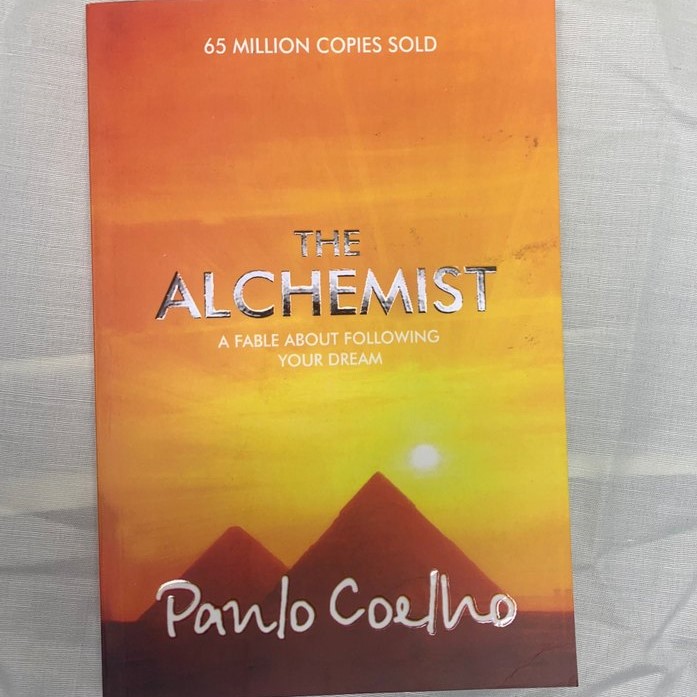 65 MILLION COPIES SOLD
THE
ALCHEMIST
A FABLE ABOUT FOLLOWING
YOUR DREAM
Paulo Coelho